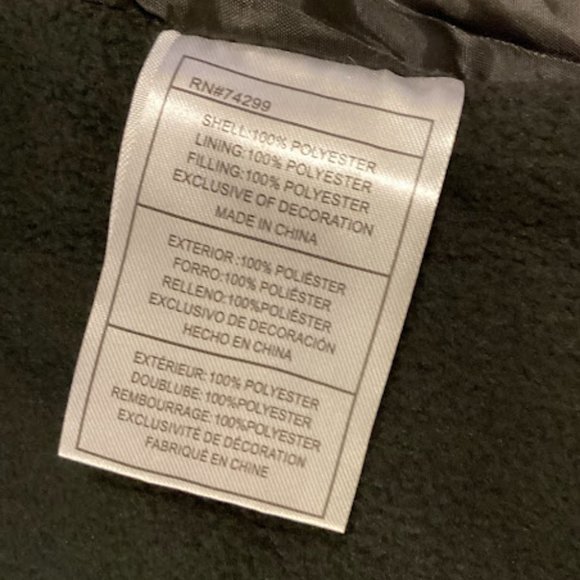 RN#74299
SHELL:100% POLYESTER
LINING:100% POLYESTER
FILLING:100% POLYESTER
EXCLUSIVE OF DECORATION
MADE IN CHINA
EXTERIOR :100% POLIÉSTER
FORRO:100% POLIÉSTER
RELLENO:100%POLIÉSTER
EXCLUSIVO DE DECORACIÓN
HECHO EN CHINA
EXTÉRIEUR: 100% POLYESTER
DOUBLUBE: 100%POLYESTER
REMBOURRAGE: 100%POLYESTER
EXCLUSIVITÉ DE DÉCORATION
FABRIQUÉ EN CHINE